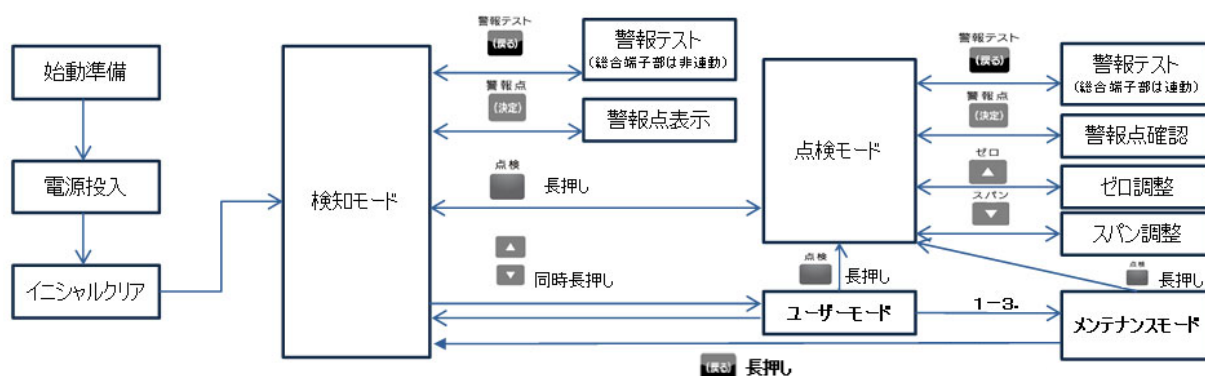 始動準備
電源投入
イニシャルクリア
検知モード
警報テスト
(戻る)
警報テスト
(総合端子部は非連動)
警報点
(決定)
警報点表示
点検
長押し
同時長押し
点検モード
警報テスト
(戻る)
警報テスト
(総合端子部は連動)
警報点
(決定)
警報点確認
ゼロ
ゼロ調整
スパン
スパン調整
点検
長押し
点検
長押し
ユーザーモード
1-3.
メンテナンスモード
(戻る) 長押し